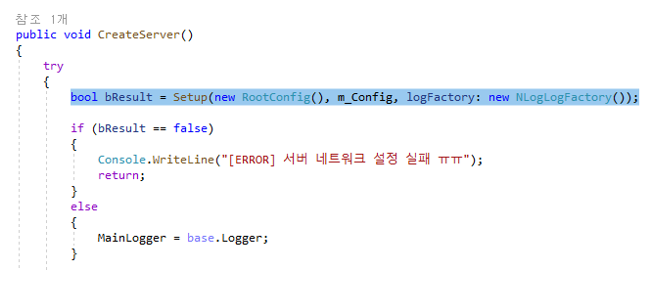 참조 1개
public void CreateServer()
{
try
{
bool bResult = Setup(new RootConfig(), m_Config, logFactory: new NLogLogFactory());
if (bResult == false)
{
Console.WriteLine("[ERROR] 서버 네트워크 설정 실패 ㅠㅠ");
return;
}
else
{
MainLogger = base.Logger;
}